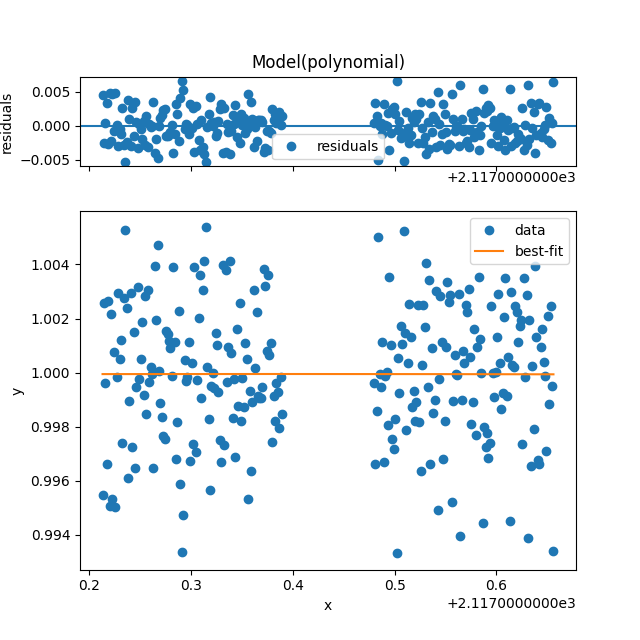 Model(polynomial)
residuals
0.005
0.000
−0.005
residuals
+2.1170000000e3
y
1.004
1.002
1.000
0.998
0.996
0.994
data
best-fit
0.2 0.3 0.4 0.5 0.6
x
+2.1170000000e3